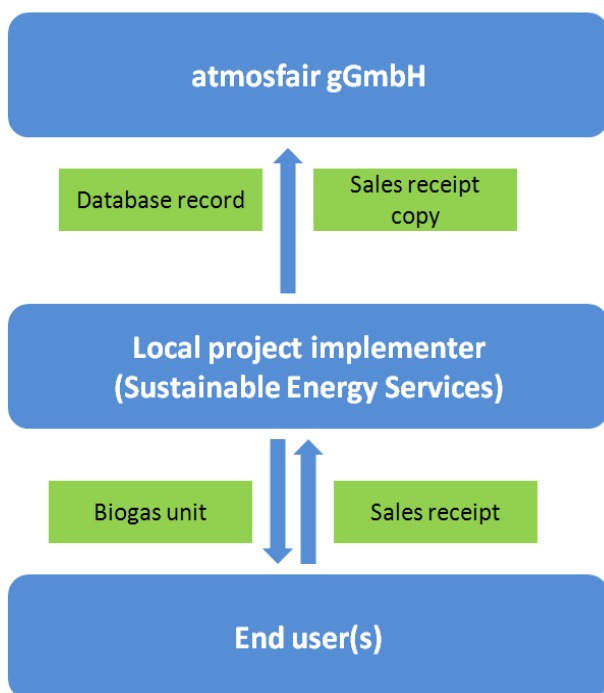 atmosfair gGmbH
Database record
Sales receipt
copy
Local project implementer
(Sustainable Energy Services)
Biogas unit
Sales receipt
End user(s)